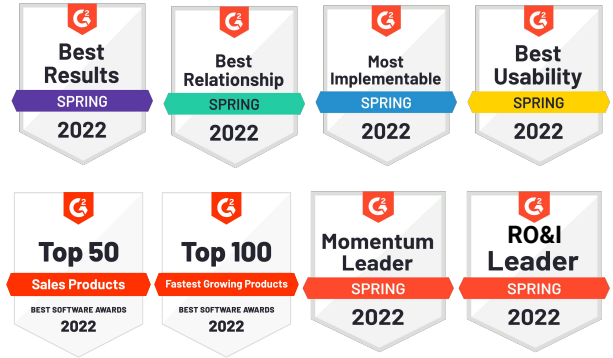 G2
Best
Results
SPRING
2022
G2
Best
Relationship
SPRING
2022
G2
Most
Implementable
SPRING
2022
G2
Best
Usability
SPRING
2022
G2
Top 50
Sales Products
BEST SOFTWARE AWARDS
2022
G2
Top 100
Fastest Growing Products
BEST SOFTWARE AWARDS
2022
G2
Momentum
Leader
SPRING
2022
G2
RO&I
Leader
SPRING
2022